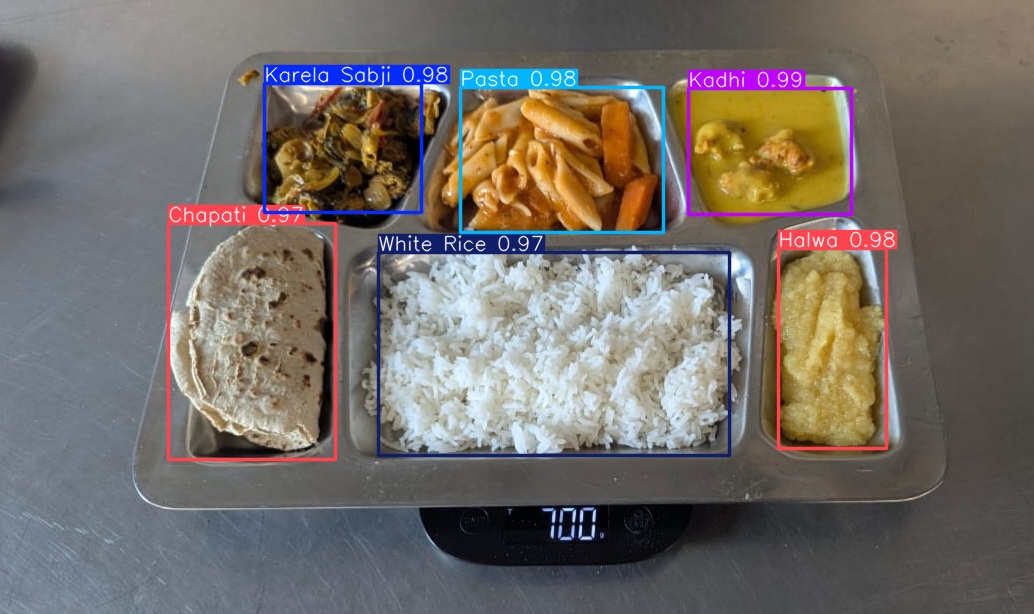 Karela Sabji 0.98
Pasta 0.98
Kadhi 0.99
Chapati 0.97
White Rice 0.97
Halwa 0.98
T
700 g